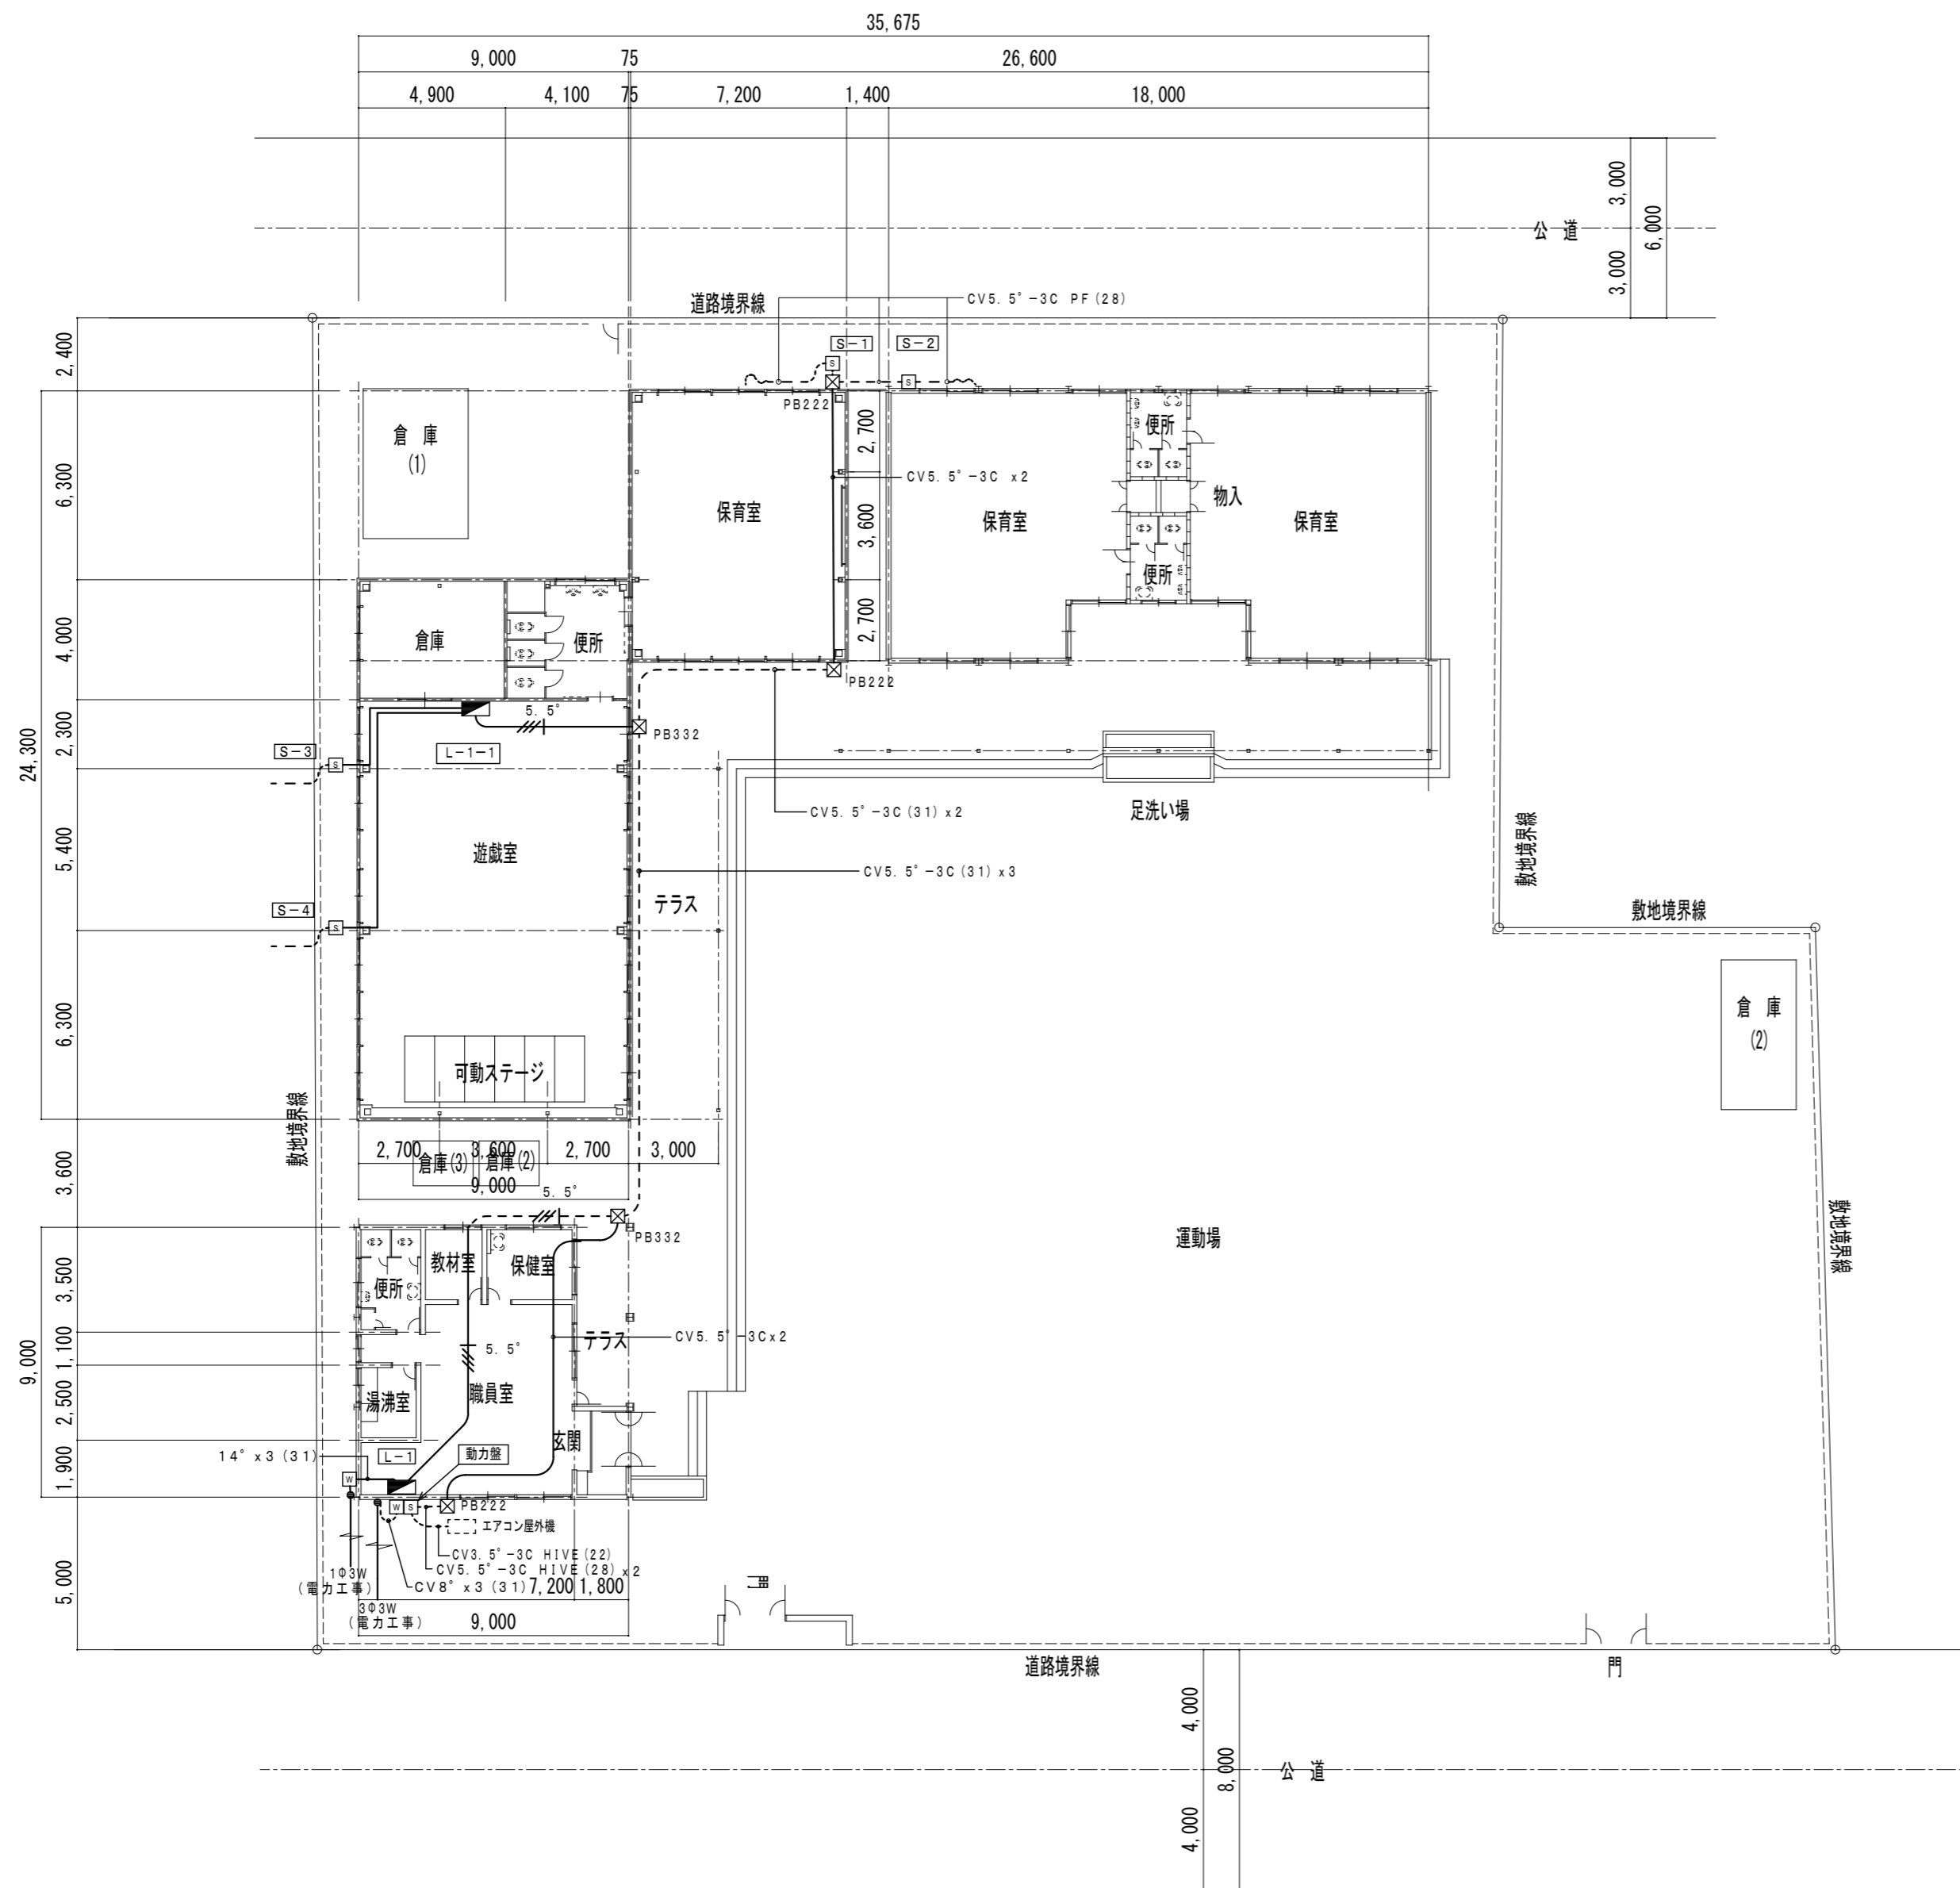 35,675
9,000 75 26,600
4,900 4,100 75 7,200 1,400 18,000
3,000
6,000
公 道
3,000
道路境界線
CV5.5°-3C PF(28)
2,400
S-1 S-2
S
S
PB222
倉 庫
(1)
2,700
便所
6,300
CV5.5°-3C x2
物入
保育室
3,600
保育室
保育室
便所
2,700
4,000
倉庫
便所
PB222
5.5°
PB332
2,300
L-1-1
S-3
S
24,300
CV5.5°-3C(31)x2
足洗い場
敷地境界線
5,400
遊戯室
CV5.5°-3C(31)x3
テラス
S-4
S
敷地境界線
倉 庫
(2)
6,300
可動ステージ
敷地境界線
2,700 3,600 2,700 3,000
倉庫(3) 倉庫(2)
3,600
9,000
5.5°
PB332
運動場
敷地境界線
教材室
保健室
3,500
便所
CV5.5°-3Cx2
テラス
1,100
5.5°
9,000
2,500
湯沸室
職員室
玄関
14°x3(31)
L-1
動力盤
1,900
W
W S
PB222
エアコン屋外機
CV3.5°-3C HIVE(22)
CV5.5°-3C HIVE(28)x2
1Φ3W
(電力工事)
CV8°x3(31)
7,200 1,800
3Φ3W
(電力工事)
5,000
9,000
門
道路境界線
門
4,000
8,000
公 道
4,000